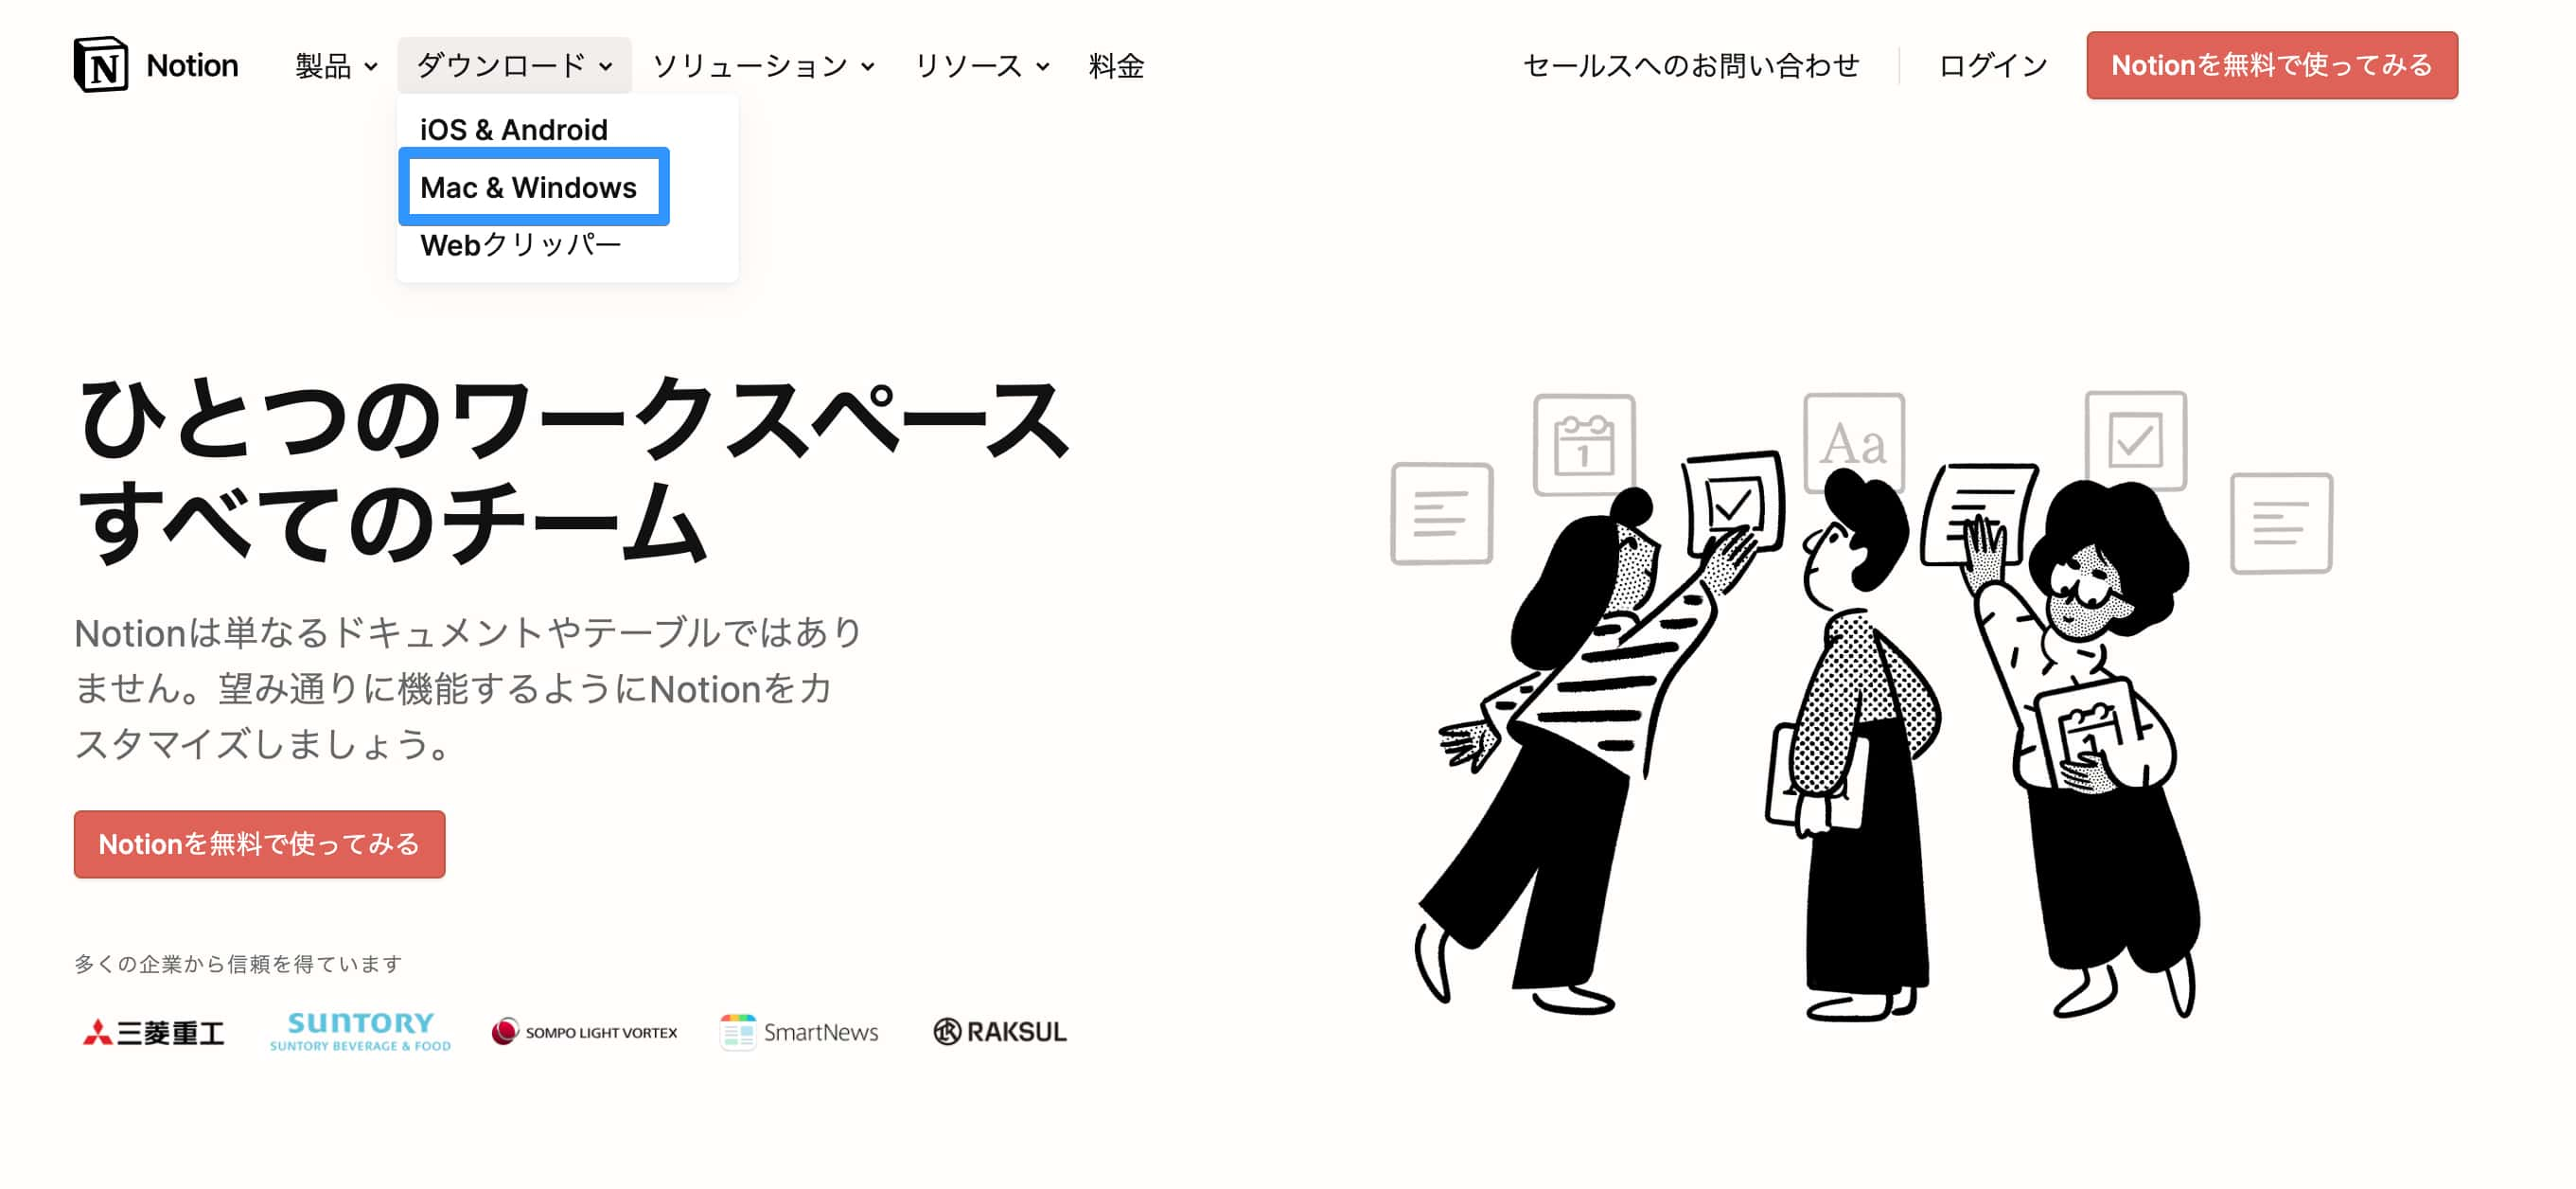 Notion 製品 ダウンロード ソリューション リソース 料金 セールスへのお問い合わせ ログイン Notionを無料で使ってみる
iOS & Android
Mac & Windows
Webクリッパー
ひとつのワークスペース
すべてのチーム
Notionは単なるドキュメントやテーブルではあり
ません。望み通りに機能するようにNotionをカ
スタマイズしましょう。
Notionを無料で使ってみる
多くの企業から信頼を得ています
三菱重工 SUNTORY SOMPO LIGHT VORTEX SmartNews RAKSUL
SUNTORY BEVERAGE & FOOD
1
Aa
1